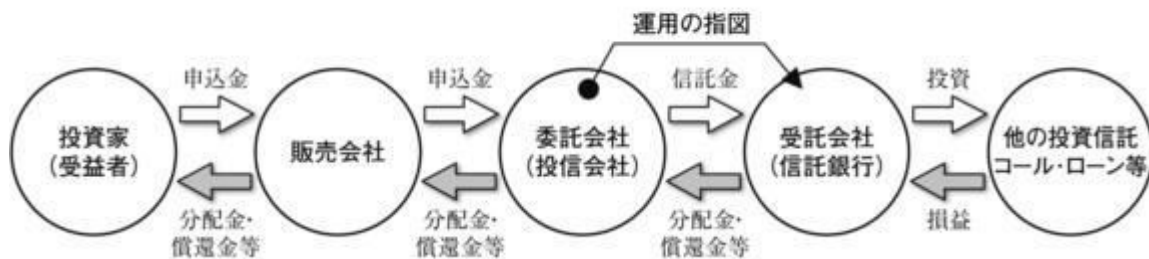 運用の指図
申込金
申込金
信託金
投資
投資家
(受益者)
販売会社
委託会社
(投信会社)
受託会社
(信託銀行)
他の投資信託
コール・ローン等
分配金・
償還金等
分配金・
償還金等
分配金・
償還金等
損益